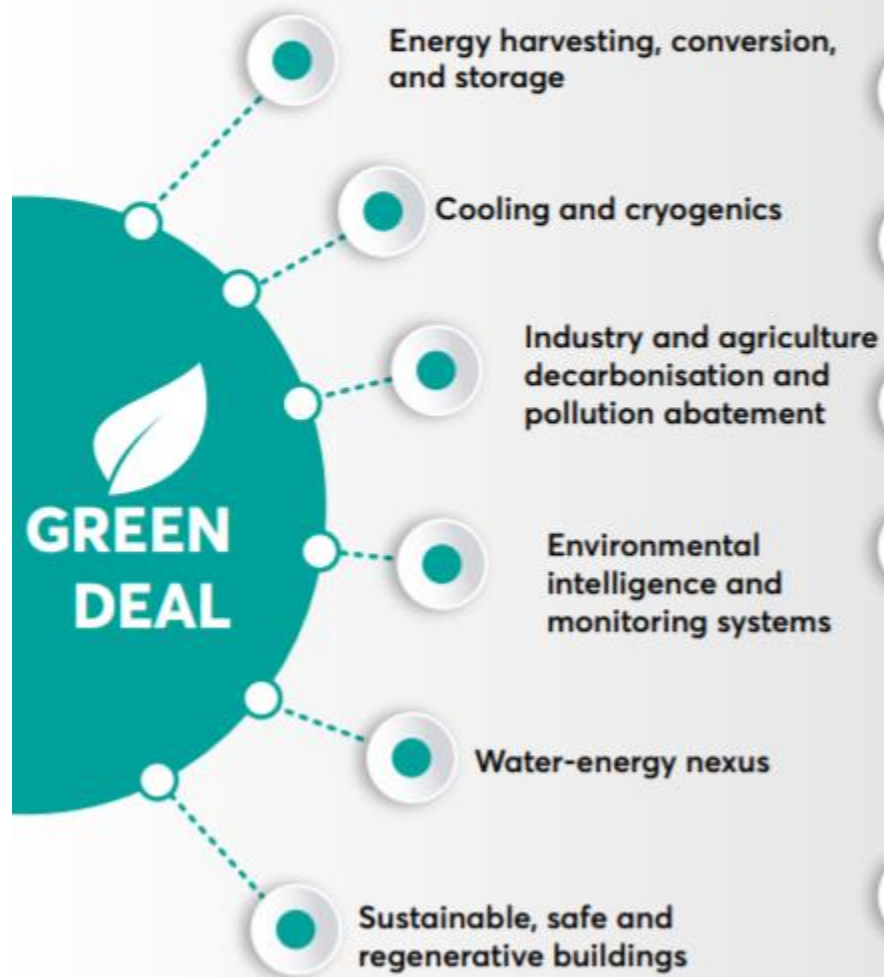 Energy harvesting, conversion,
and storage
Cooling and cryogenics
Industry and agriculture
decarbonisation and
pollution abatement
GREEN
DEAL
Environmental
intelligence and
monitoring systems
Water-energy nexus
Sustainable, safe and
regenerative buildings